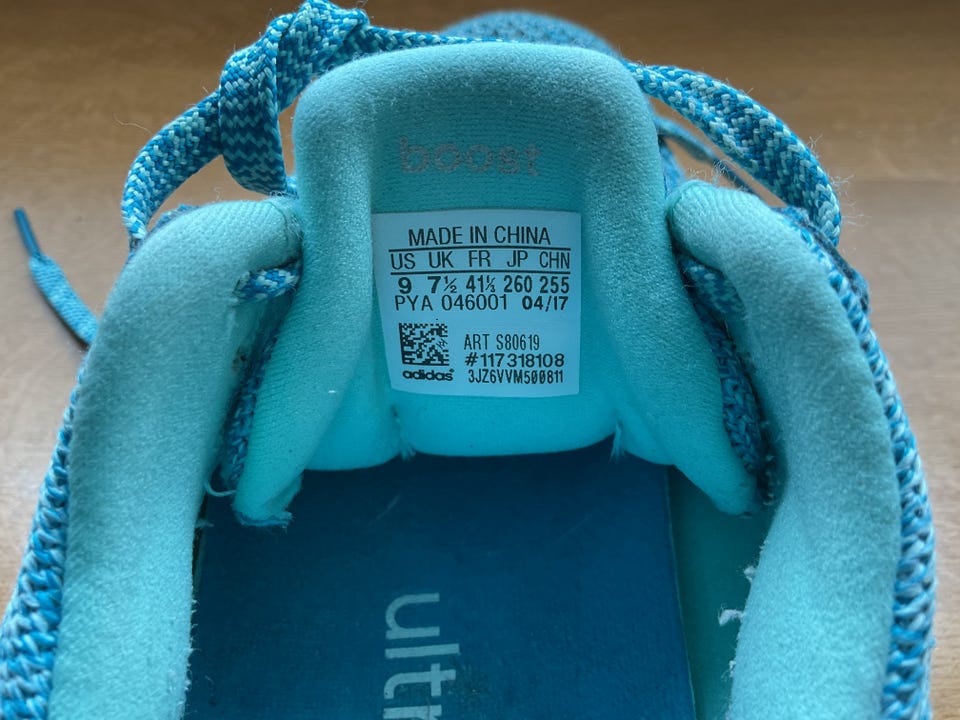 boost
MADE IN CHINA
US UK FR JP CHN
9 7½ 41⅓ 260 255
PYA 046001 04/17
ART S80619
#117318108
adidas® 3JZ6VVM500811
ultr